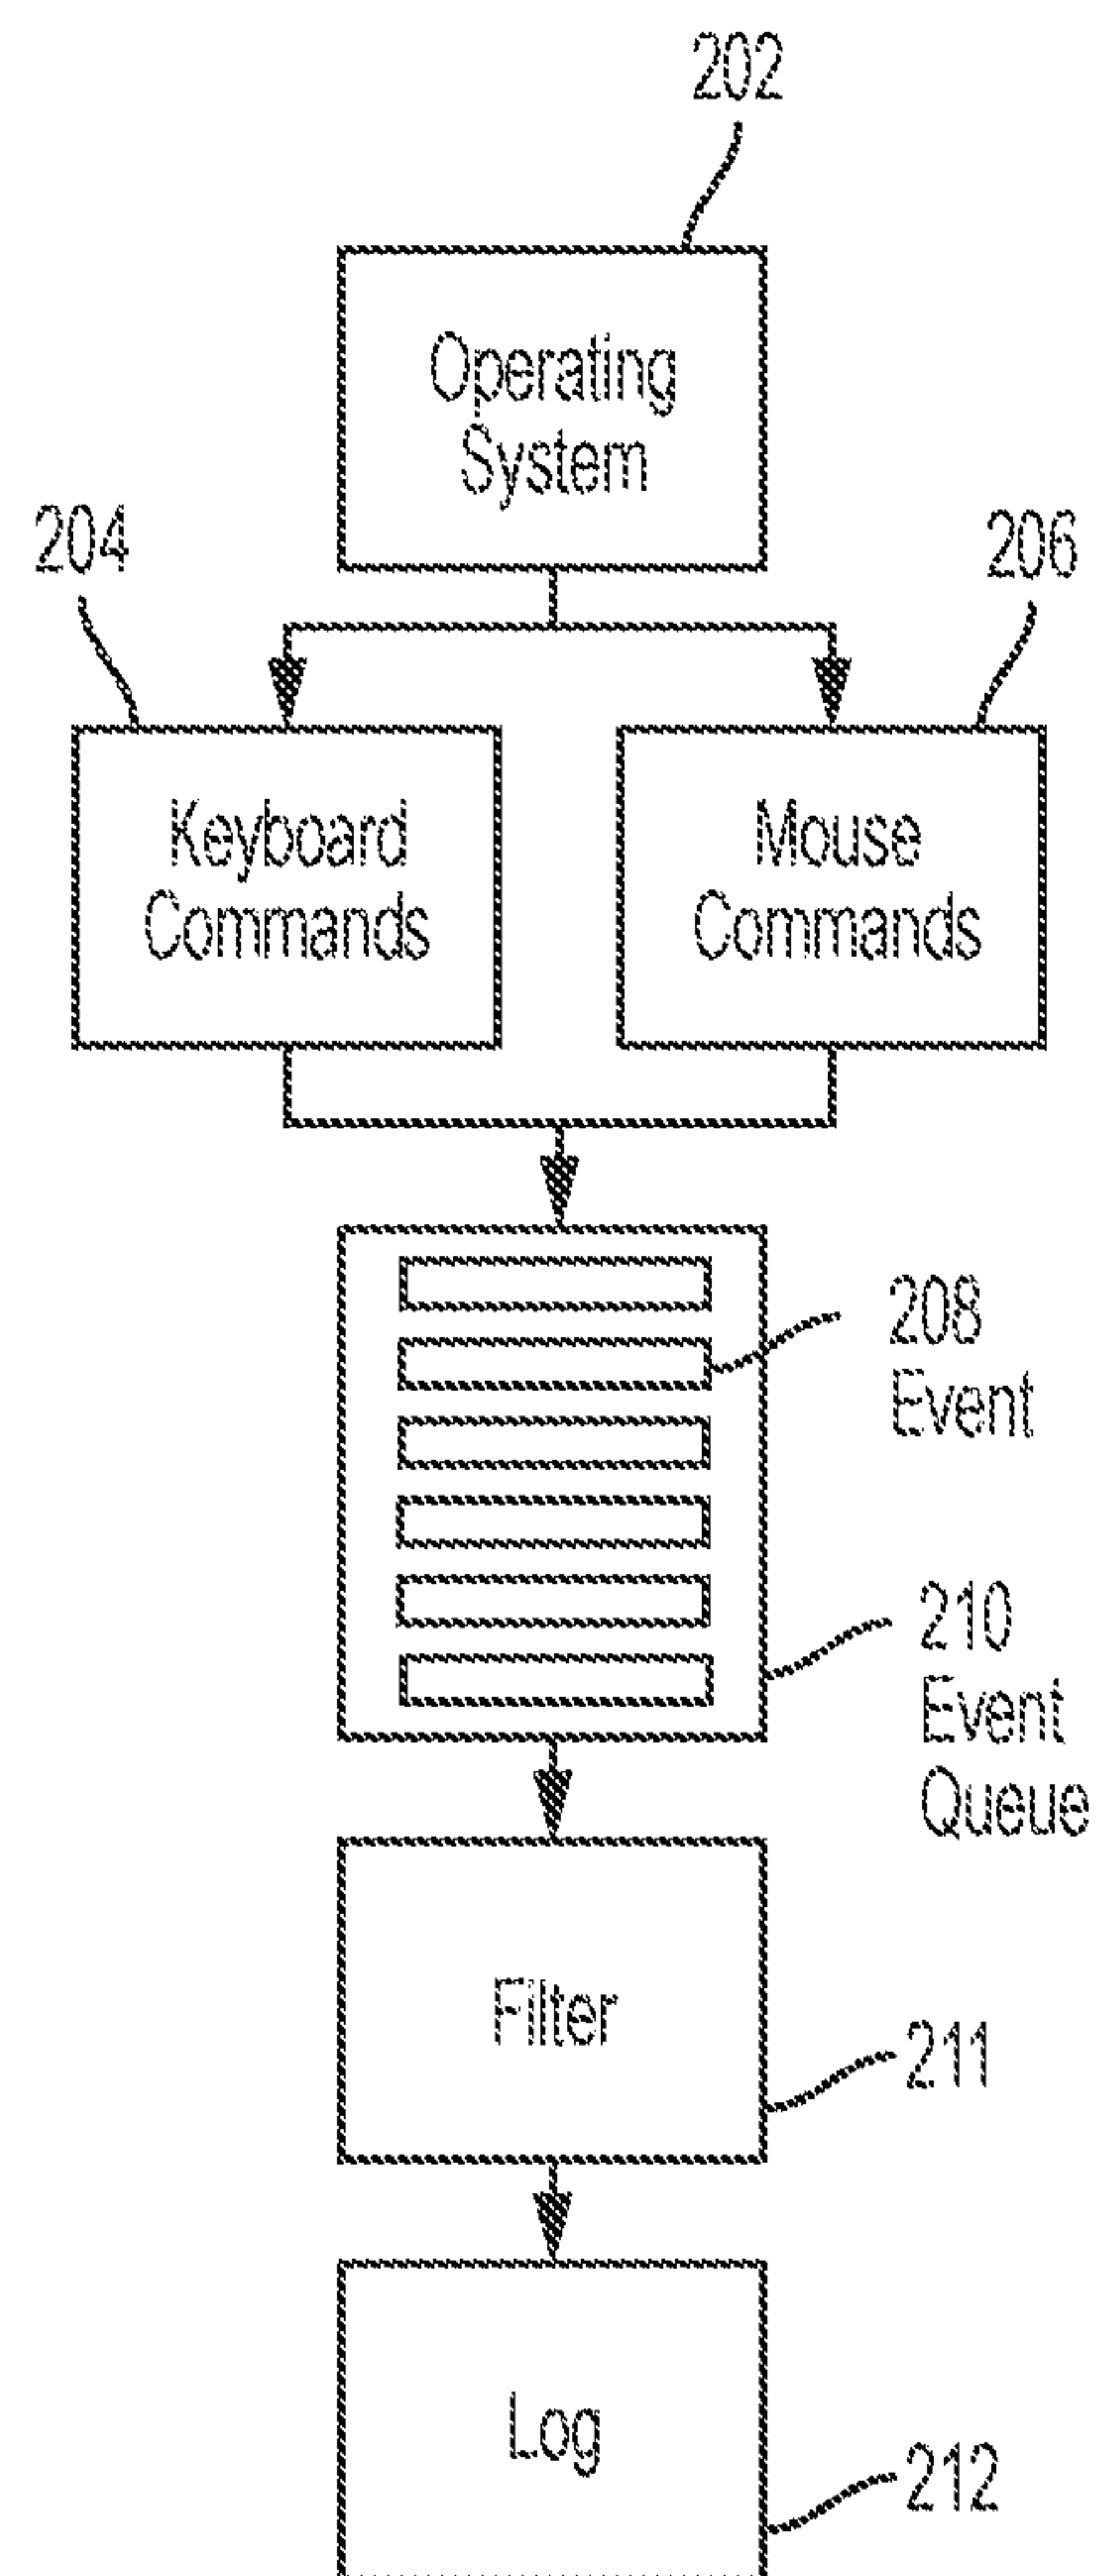 202
Operating
System
204
206
Keyboard
Commands
Mouse
Commands
208
Event
210
Event
Queue
Filter
211
Log
212